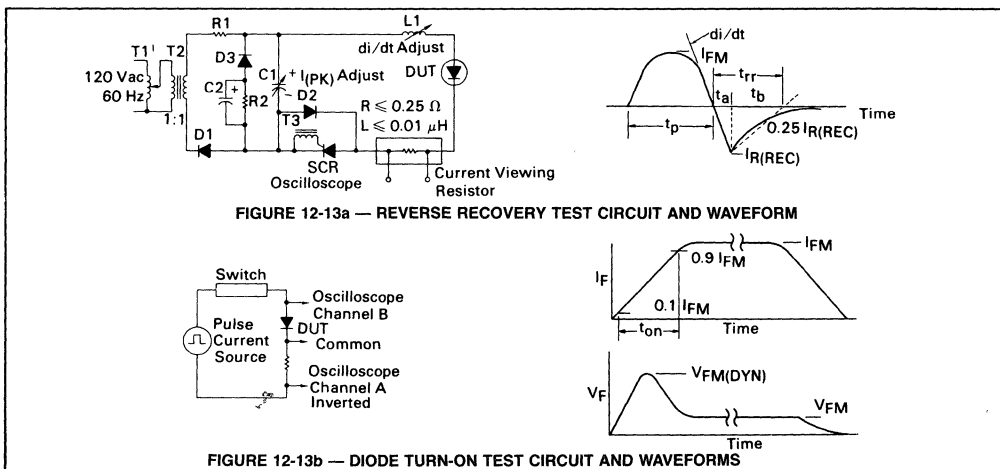 R1
L1
di/dt Adjust
T1
T2
D3
120 Vac
60 Hz
C2
+
R2
C1
+
I(PK) Adjust
-
D2
DUT
T3
R ≤ 0.25 Ω
L ≤ 0.01 μH
1:1
D1
SCR
Oscilloscope
Current Viewing
Resistor
di/dt
IFM
trr
ta
tb
Time
tp
0.25 IR(REC)
IR(REC)
FIGURE 12-13a — REVERSE RECOVERY TEST CIRCUIT AND WAVEFORM
Switch
Oscilloscope
Channel B
DUT
Common
Pulse
Current
Source
Oscilloscope
Channel A
Inverted
IF
IFM
0.9 IFM
0.1 IFM
ton
Time
VF
VFM(DYN)
VFM
Time
FIGURE 12-13b — DIODE TURN-ON TEST CIRCUIT AND WAVEFORMS